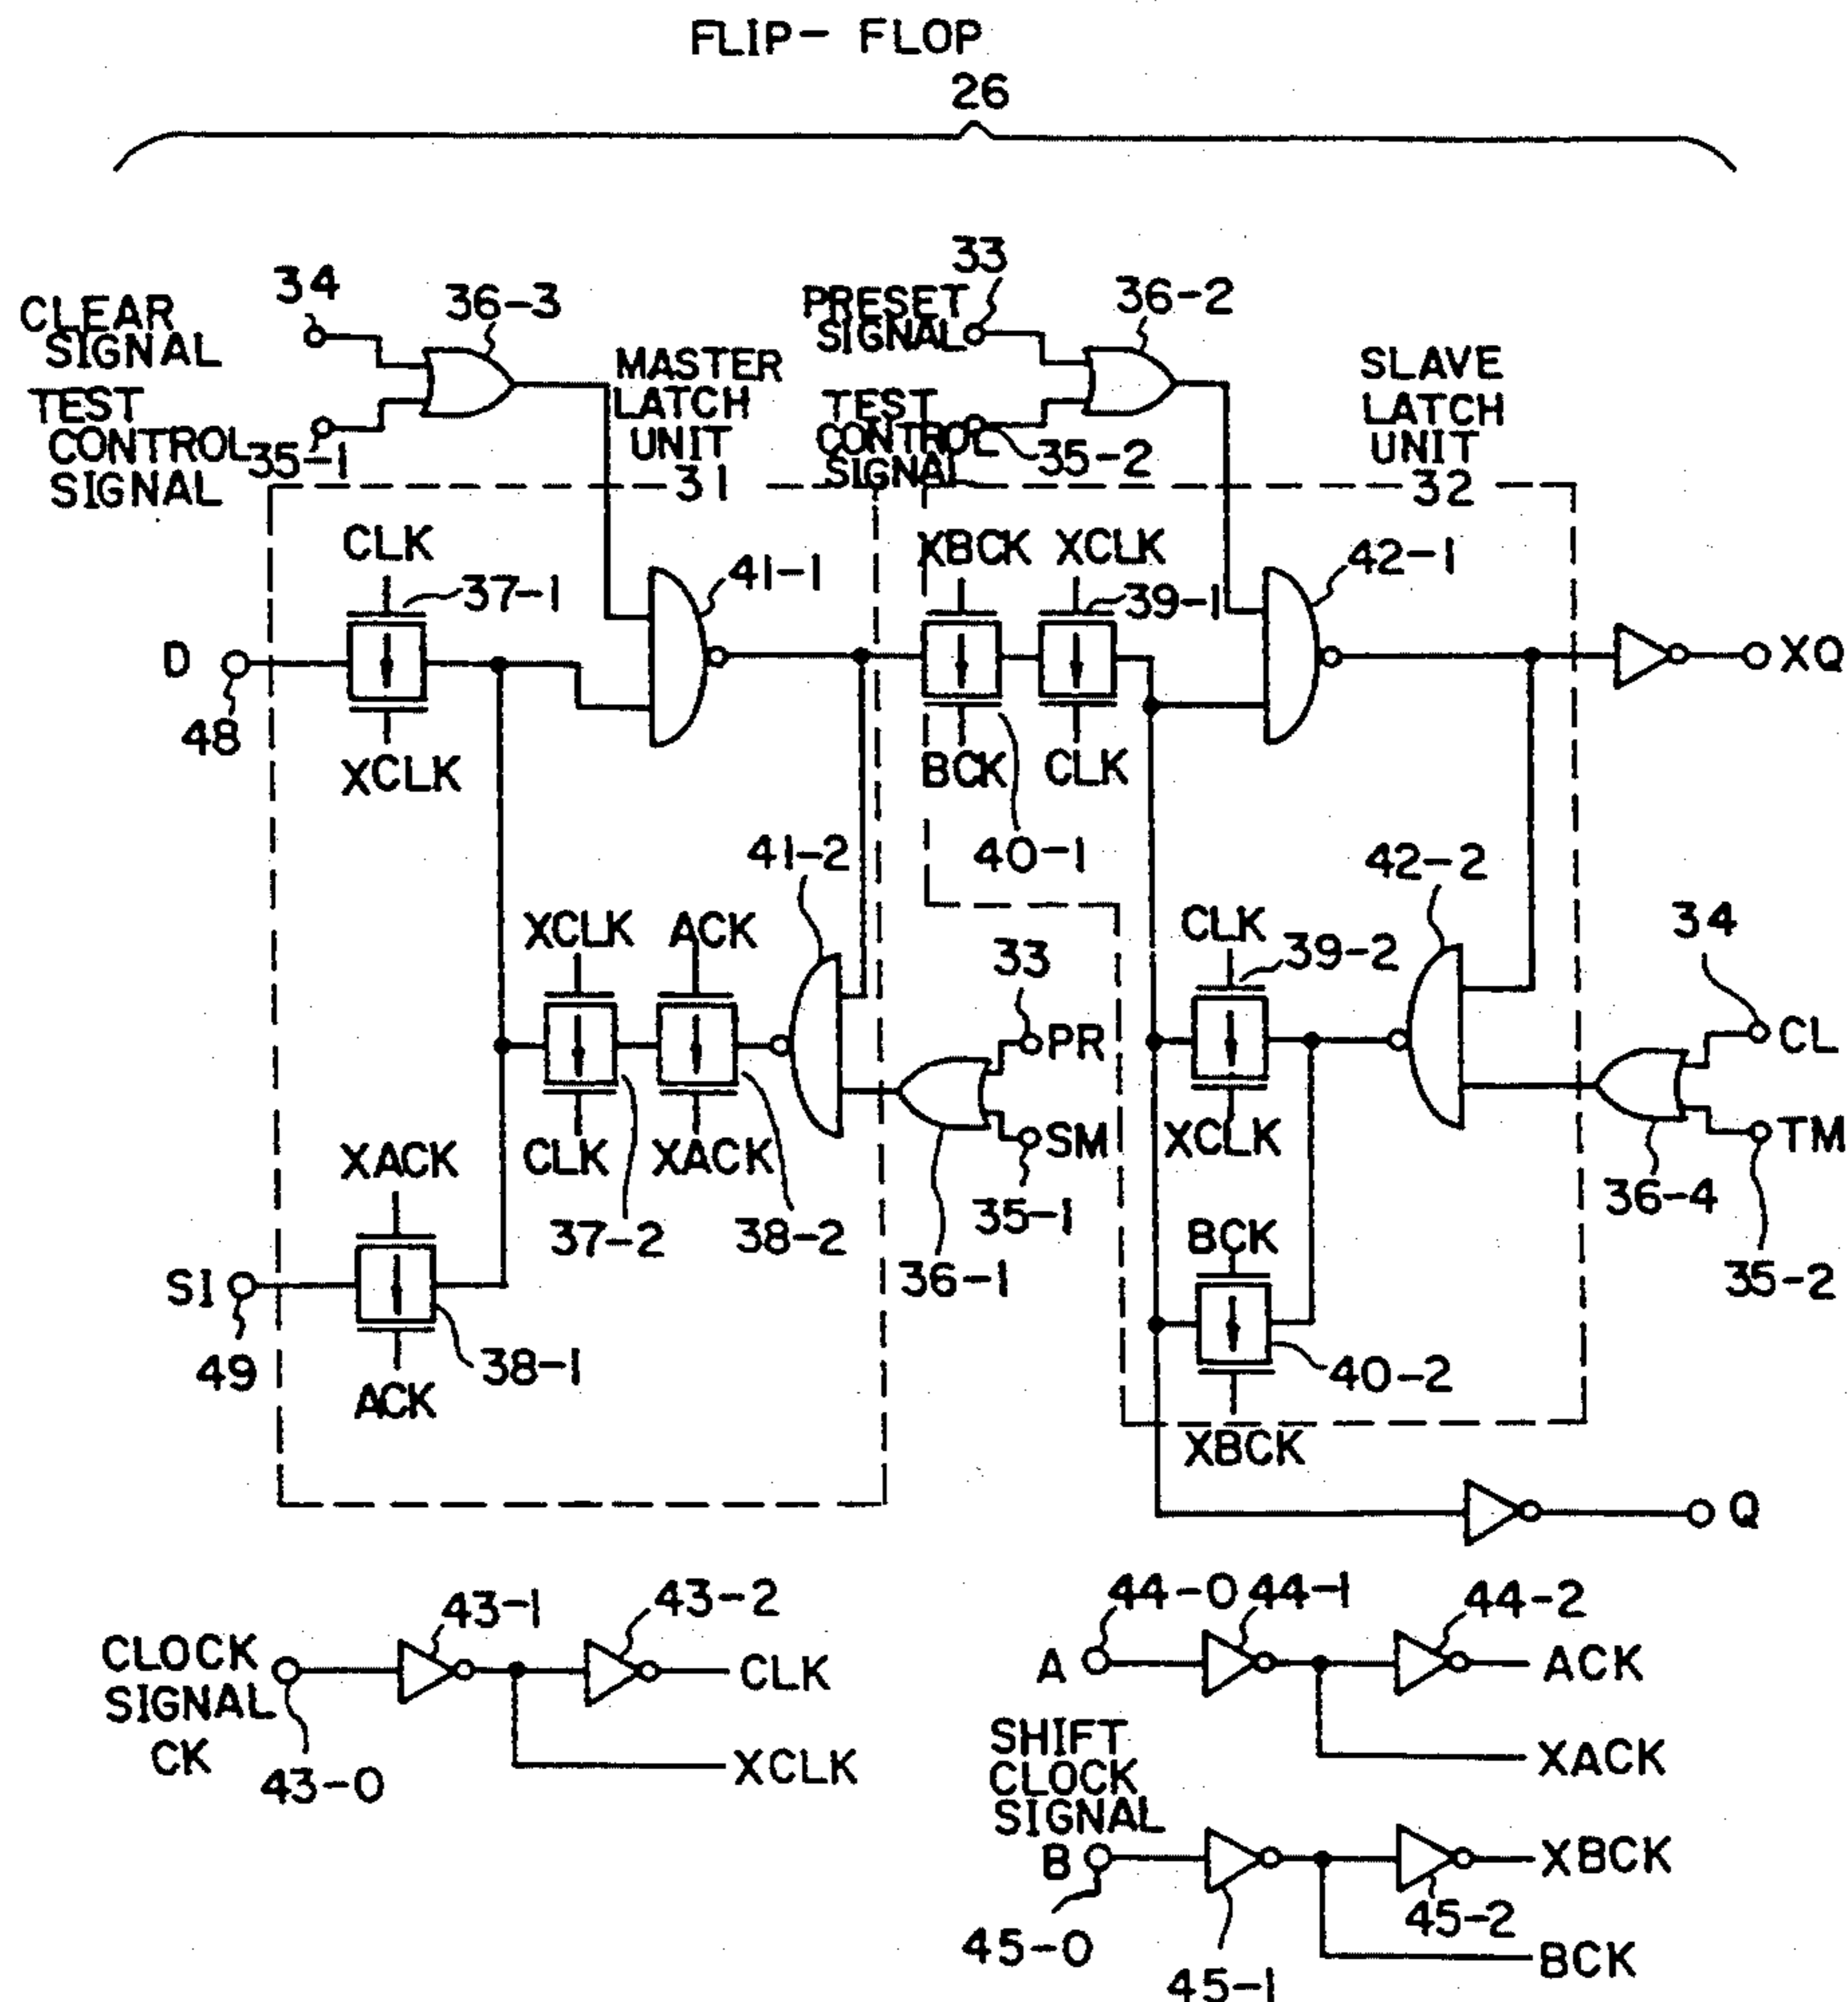 FLIP- FLOP
26
34
CLEAR
SIGNAL
36-3
TEST
CONTROL
SIGNAL
35-1
MASTER
LATCH
UNIT
31
33
PRESET
SIGNAL
36-2
TEST
CONTROL
SIGNAL
35-2
SLAVE
LATCH
UNIT
32
CLK
37-1
41-1
XBCK
XCLK
39-1
42-1
D
48
XCLK
BCK
CLK
40-1
XQ
41-2
42-2
XCLK
ACK
33
PR
CLK
39-2
34
CL
CLK
XACK
37-2
38-2
SM
35-1
36-1
XCLK
TM
36-4
35-2
XACK
SI
49
38-1
ACK
BCK
40-2
XBCK
Q
CLOCK
SIGNAL
CK
43-0
43-1
43-2
CLK
XCLK
A
44-0
44-1
44-2
ACK
XACK
SHIFT
CLOCK
SIGNAL
B
45-0
45-1
45-2
XBCK
BCK